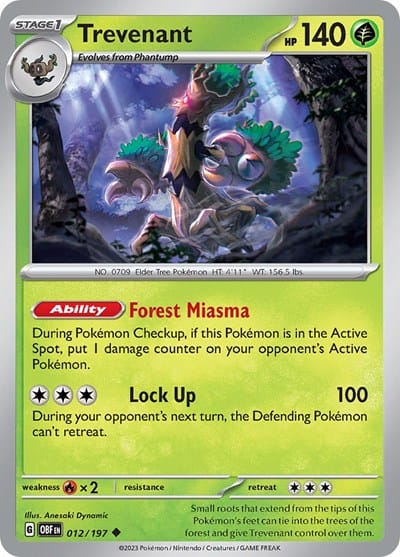 STAGE 1
Trevenant
HP 140
Evolves from Phantump
NO. 0709 Elder Tree Pokémon HT: 4'11" WT: 156.5 lbs.
Ability Forest Miasma
During Pokémon Checkup, if this Pokémon is in the Active
Spot, put 1 damage counter on your opponent's Active
Pokémon.
Lock Up 100
During your opponent's next turn, the Defending Pokémon
can't retreat.
weakness ×2 resistance retreat
Illus. Anesaki Dynamic
G OBF EN 012/197
Small roots that extend from the tips of this
Pokémon's feet can tie into the trees of the
forest and give Trevenant control over them.
©2023 Pokémon / Nintendo / Creatures / GAME FREAK